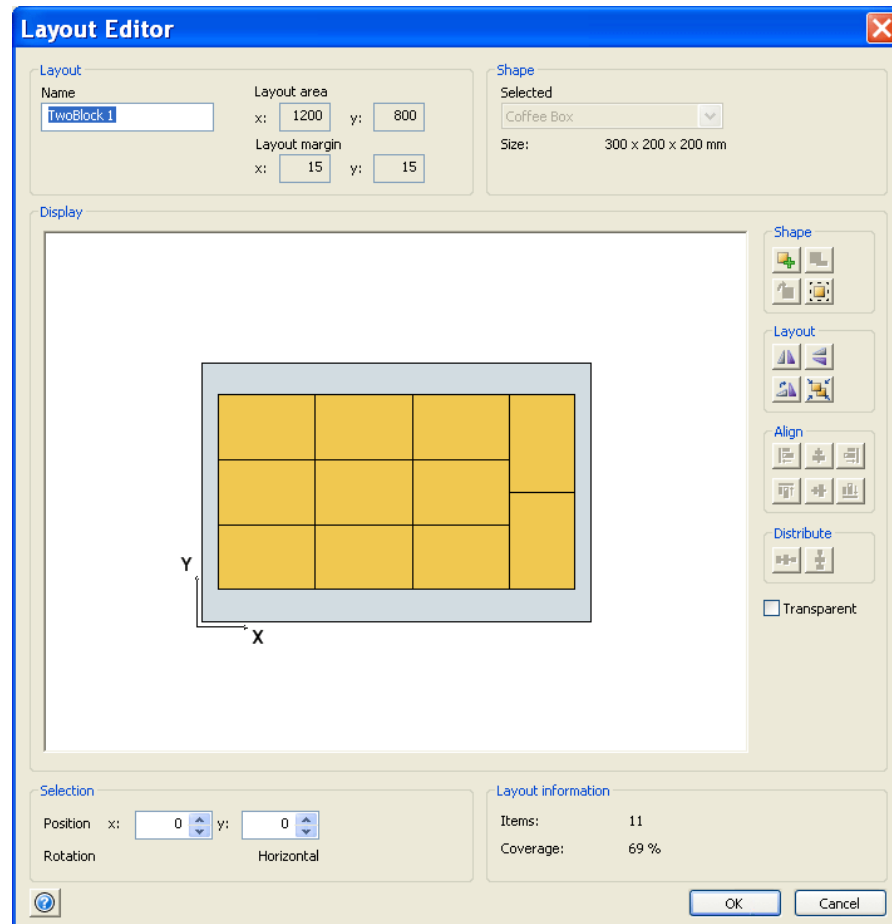 Layout Editor
Layout
Name
TwoBlock 1
Layout area
x: 1200 y: 800
Layout margin
x: 15 y: 15
Shape
Selected
Coffee Box
Size: 300 x 200 x 200 mm
Display
Y
X
Shape
Layout
Align
Distribute
Transparent
Selection
Position x: 0 y: 0
Rotation Horizontal
Layout information
Items: 11
Coverage: 69 %
?
OK Cancel